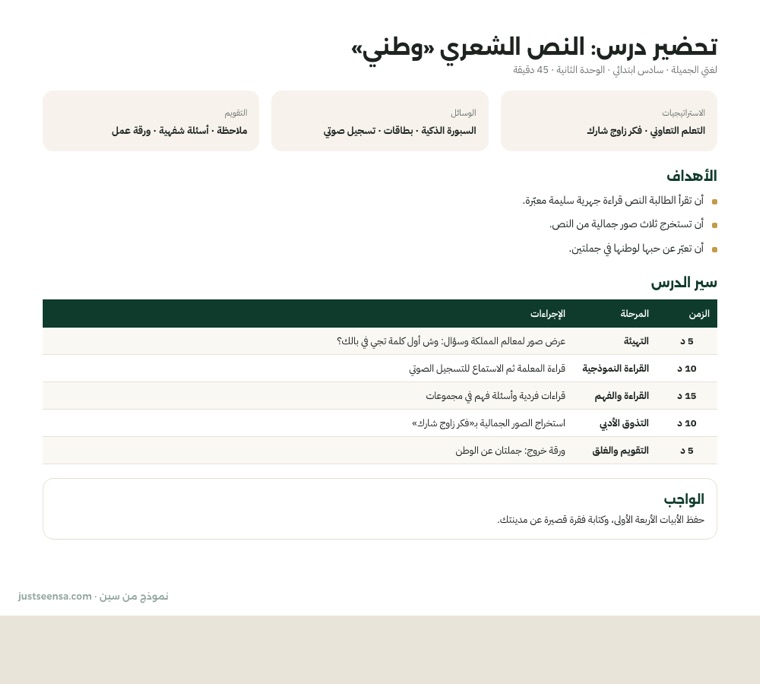 تحضير درس: النص الشعري «وطني»
لغتي الجميلة · سادس ابتدائي · الوحدة الثانية · 45 دقيقة
الاستراتيجيات
التعلم التعاوني · فكر زاوج شارك
الوسائل
السبورة الذكية · بطاقات · تسجيل صوتي
التقويم
ملاحظة · أسئلة شفهية · ورقة عمل
الأهداف
أن تقرأ الطالبة النص قراءة جهرية سليمة معبّرة.
أن تستخرج ثلاث صور جمالية من النص.
أن تعبّر عن حبها لوطنها في جملتين.
سير الدرس
الزمن المرحلة الإجراءات
5 د التهيئة عرض صور لمعالم المملكة وسؤال: وش أول كلمة تجي في بالك؟
10 د القراءة النموذجية قراءة المعلمة ثم الاستماع للتسجيل الصوتي
15 د القراءة والفهم قراءات فردية وأسئلة فهم في مجموعات
10 د التذوق الأدبي استخراج الصور الجمالية بـ«فكر زاوج شارك»
5 د التقويم والغلق ورقة خروج: جملتان عن الوطن
الواجب
حفظ الأبيات الأربعة الأولى، وكتابة فقرة قصيرة عن مدينتك.
نموذج من سين · justseensa.com